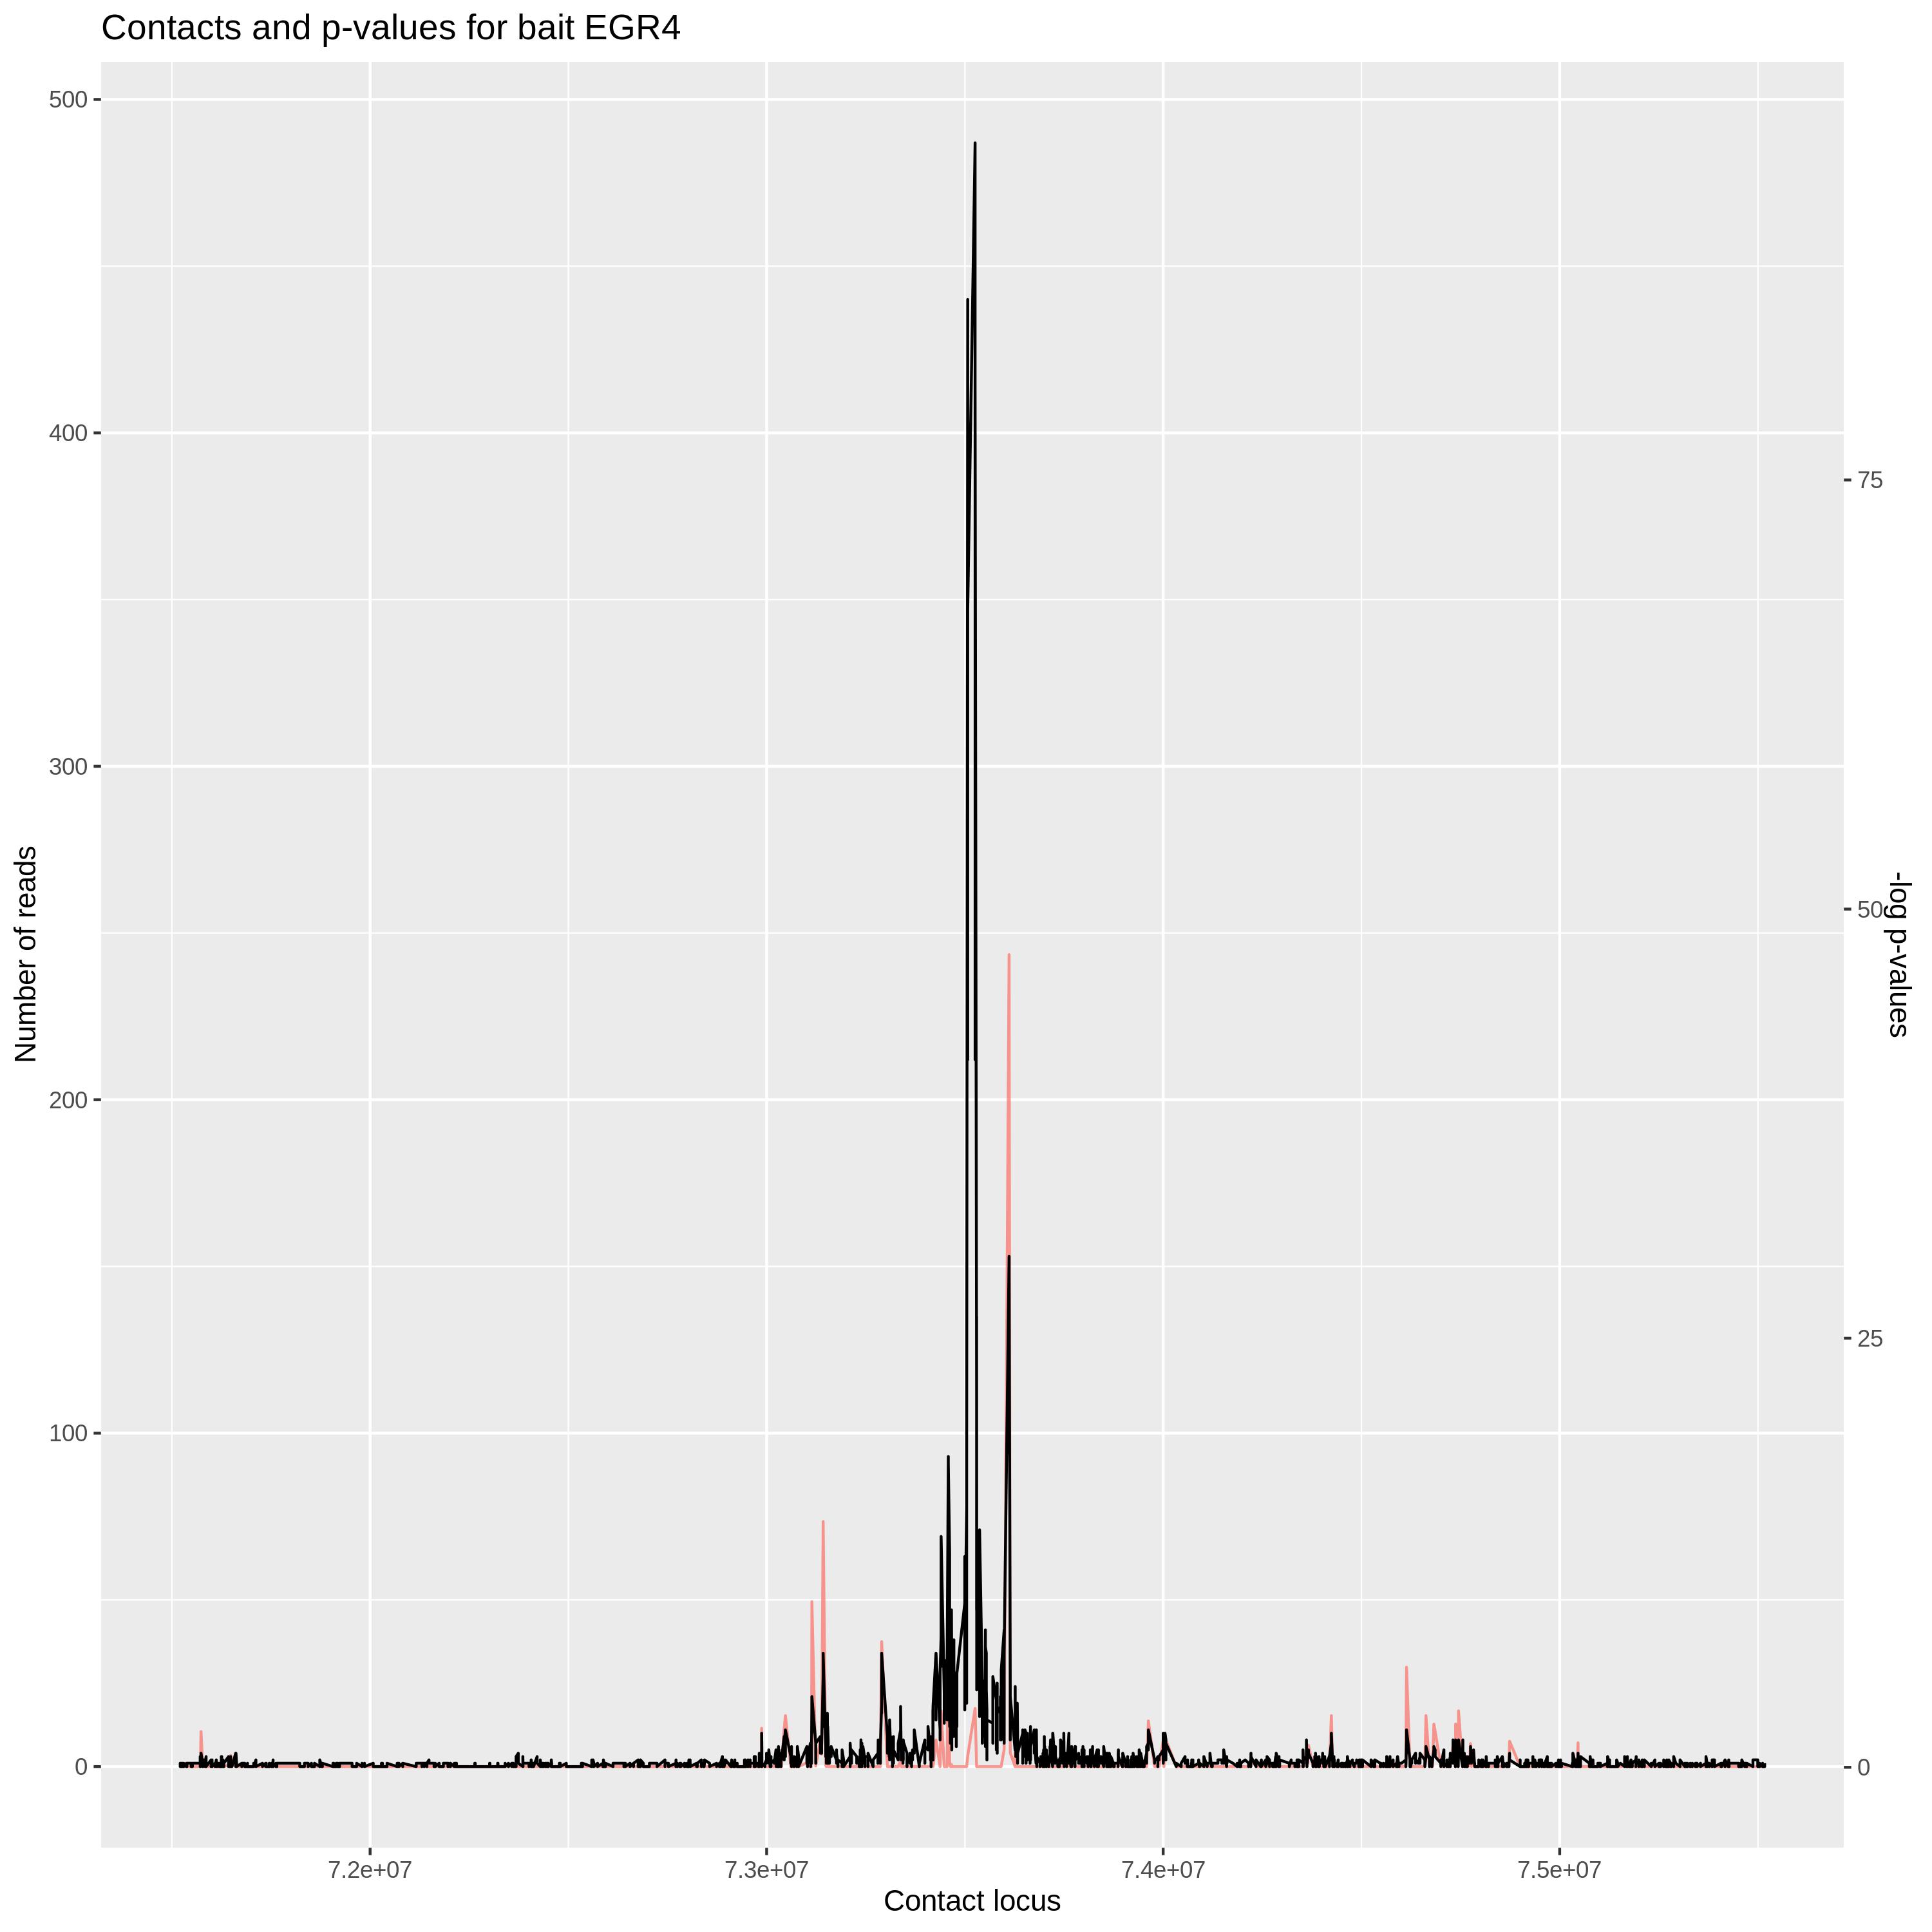 Contacts and p-values for bait EGR4
500
400
300
200
100
0
Number of reads
75
50
25
0
-log p-values
7.2e+07
7.3e+07
7.4e+07
7.5e+07
Contact locus